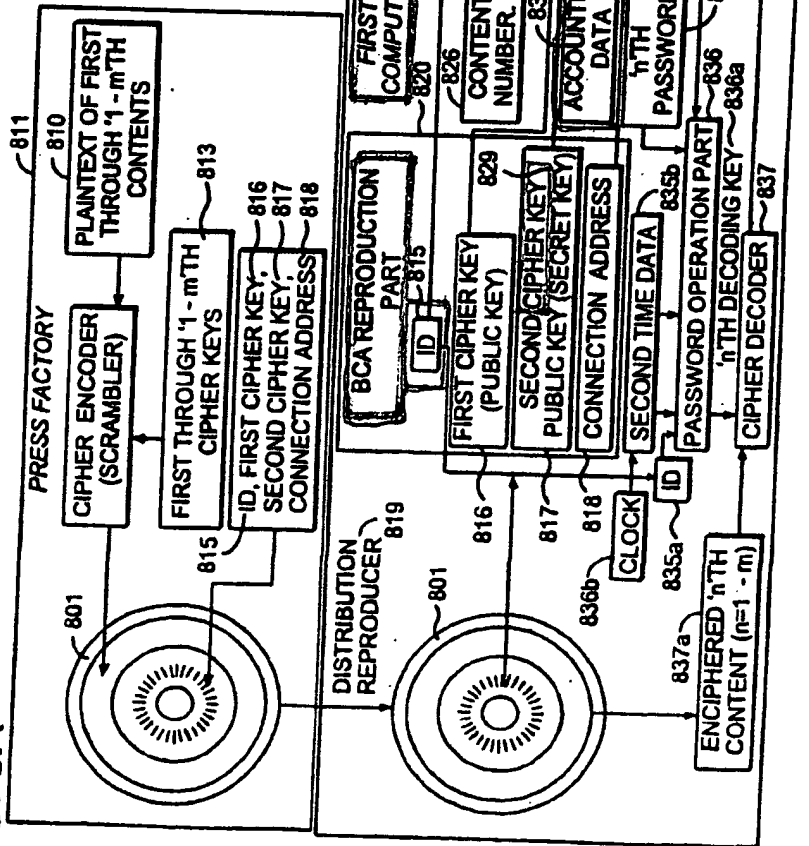 PRESS FACTORY
811
PLAINTEXT OF FIRST
THROUGH '1 - m'TH
CONTENTS
810
CIPHER ENCODER
(SCRAMBLER)
FIRST THROUGH '1 - m'TH
CIPHER KEYS
813
815
ID, FIRST CIPHER KEY,
SECOND CIPHER KEY,
CONNECTION ADDRESS
816
817
818
801
DISTRIBUTION
REPRODUCER
819
801
BCA REPRODUCTION
PART
815
ID
820
FIRST
826
CONTENT
NUMBER.
FIRST CIPHER KEY
(PUBLIC KEY)
816
829
SECOND CIPHER KEY
PUBLIC KEY (SECRET KEY)
817
CONNECTION ADDRESS
818
DATA
'n'TH
PASSWORD
CLOCK
836b
SECOND TIME DATA
835b
ID
835a
PASSWORD OPERATION PART
836
'n'TH DECODING KEY
836a
CIPHER DECODER
837
837a
ENCIPHERED 'n'TH
CONTENT (n=1 - m)